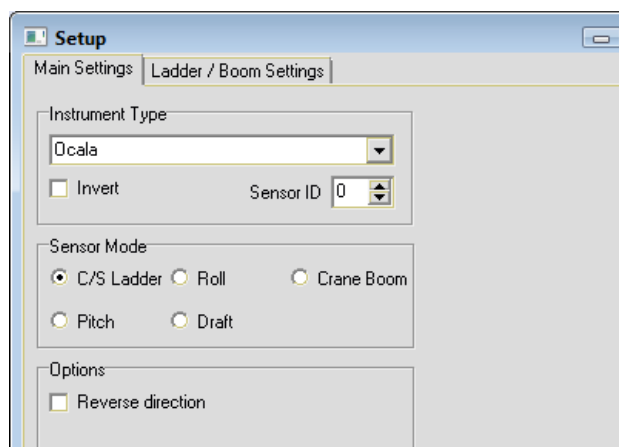 Setup
Main Settings Ladder / Boom Settings
Instrument Type
Ocala
Invert Sensor ID 0
Sensor Mode
C/S Ladder Roll Crane Boom
Pitch Draft
Options
Reverse direction